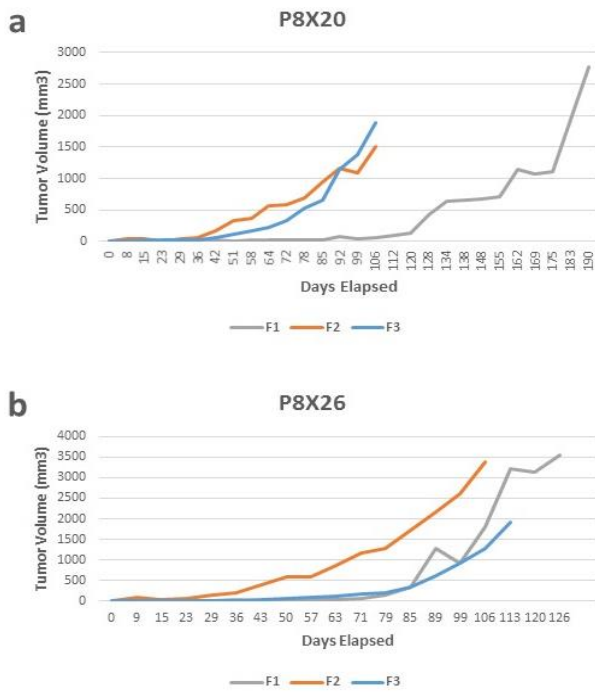 a
P8X20
Tumor Volume (mm3)
3000
2500
2000
1500
1000
500
0
0 8 15 23 29 36 42 51 58 64 72 78 85 92 99 106 112 120 128 134 138 148 155 162 169 175 183 190
Days Elapsed
F1 F2 F3
b
P8X26
Tumor Volume (mm3)
4000
3500
3000
2500
2000
1500
1000
500
0
0 9 15 23 29 36 43 50 57 63 71 79 85 89 99 106 113 120 126
Days Elapsed
F1 F2 F3